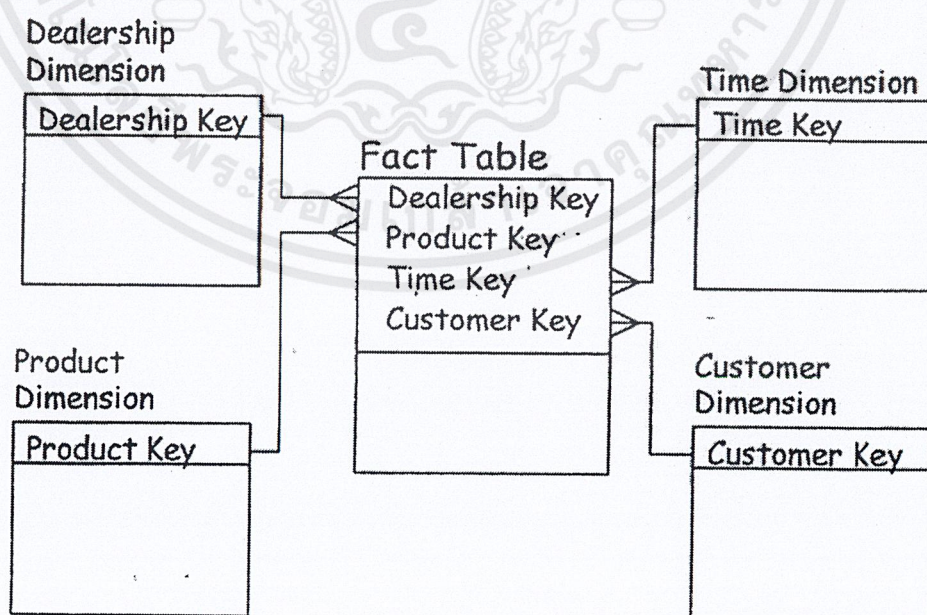 Dealership
Dimension
Dealership Key
Time Dimension
Time Key
Fact Table
Dealership Key
Product Key
Time Key
Customer Key
Product
Dimension
Product Key
Customer
Dimension
Customer Key